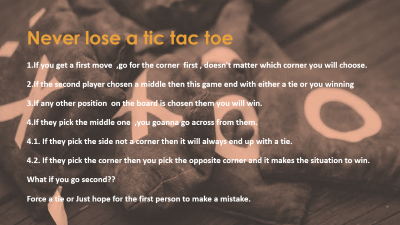 Never lose a tic tac toe
1.If you get a first move ,go for the corner first , doesn't matter which corner you will choose.
2.If the second player chosen a middle then this game end with either a tie or you winning
3.If any other position on the board is chosen them you will win.
4.If they pick the middle one ,you goanna go across from them.
4.1. If they pick the side not a corner then it will always end up with a tie.
4.2. If they pick the corner then you pick the opposite corner and it makes the situation to win.
What if you go second??
Force a tie or Just hope for the first person to make a mistake.